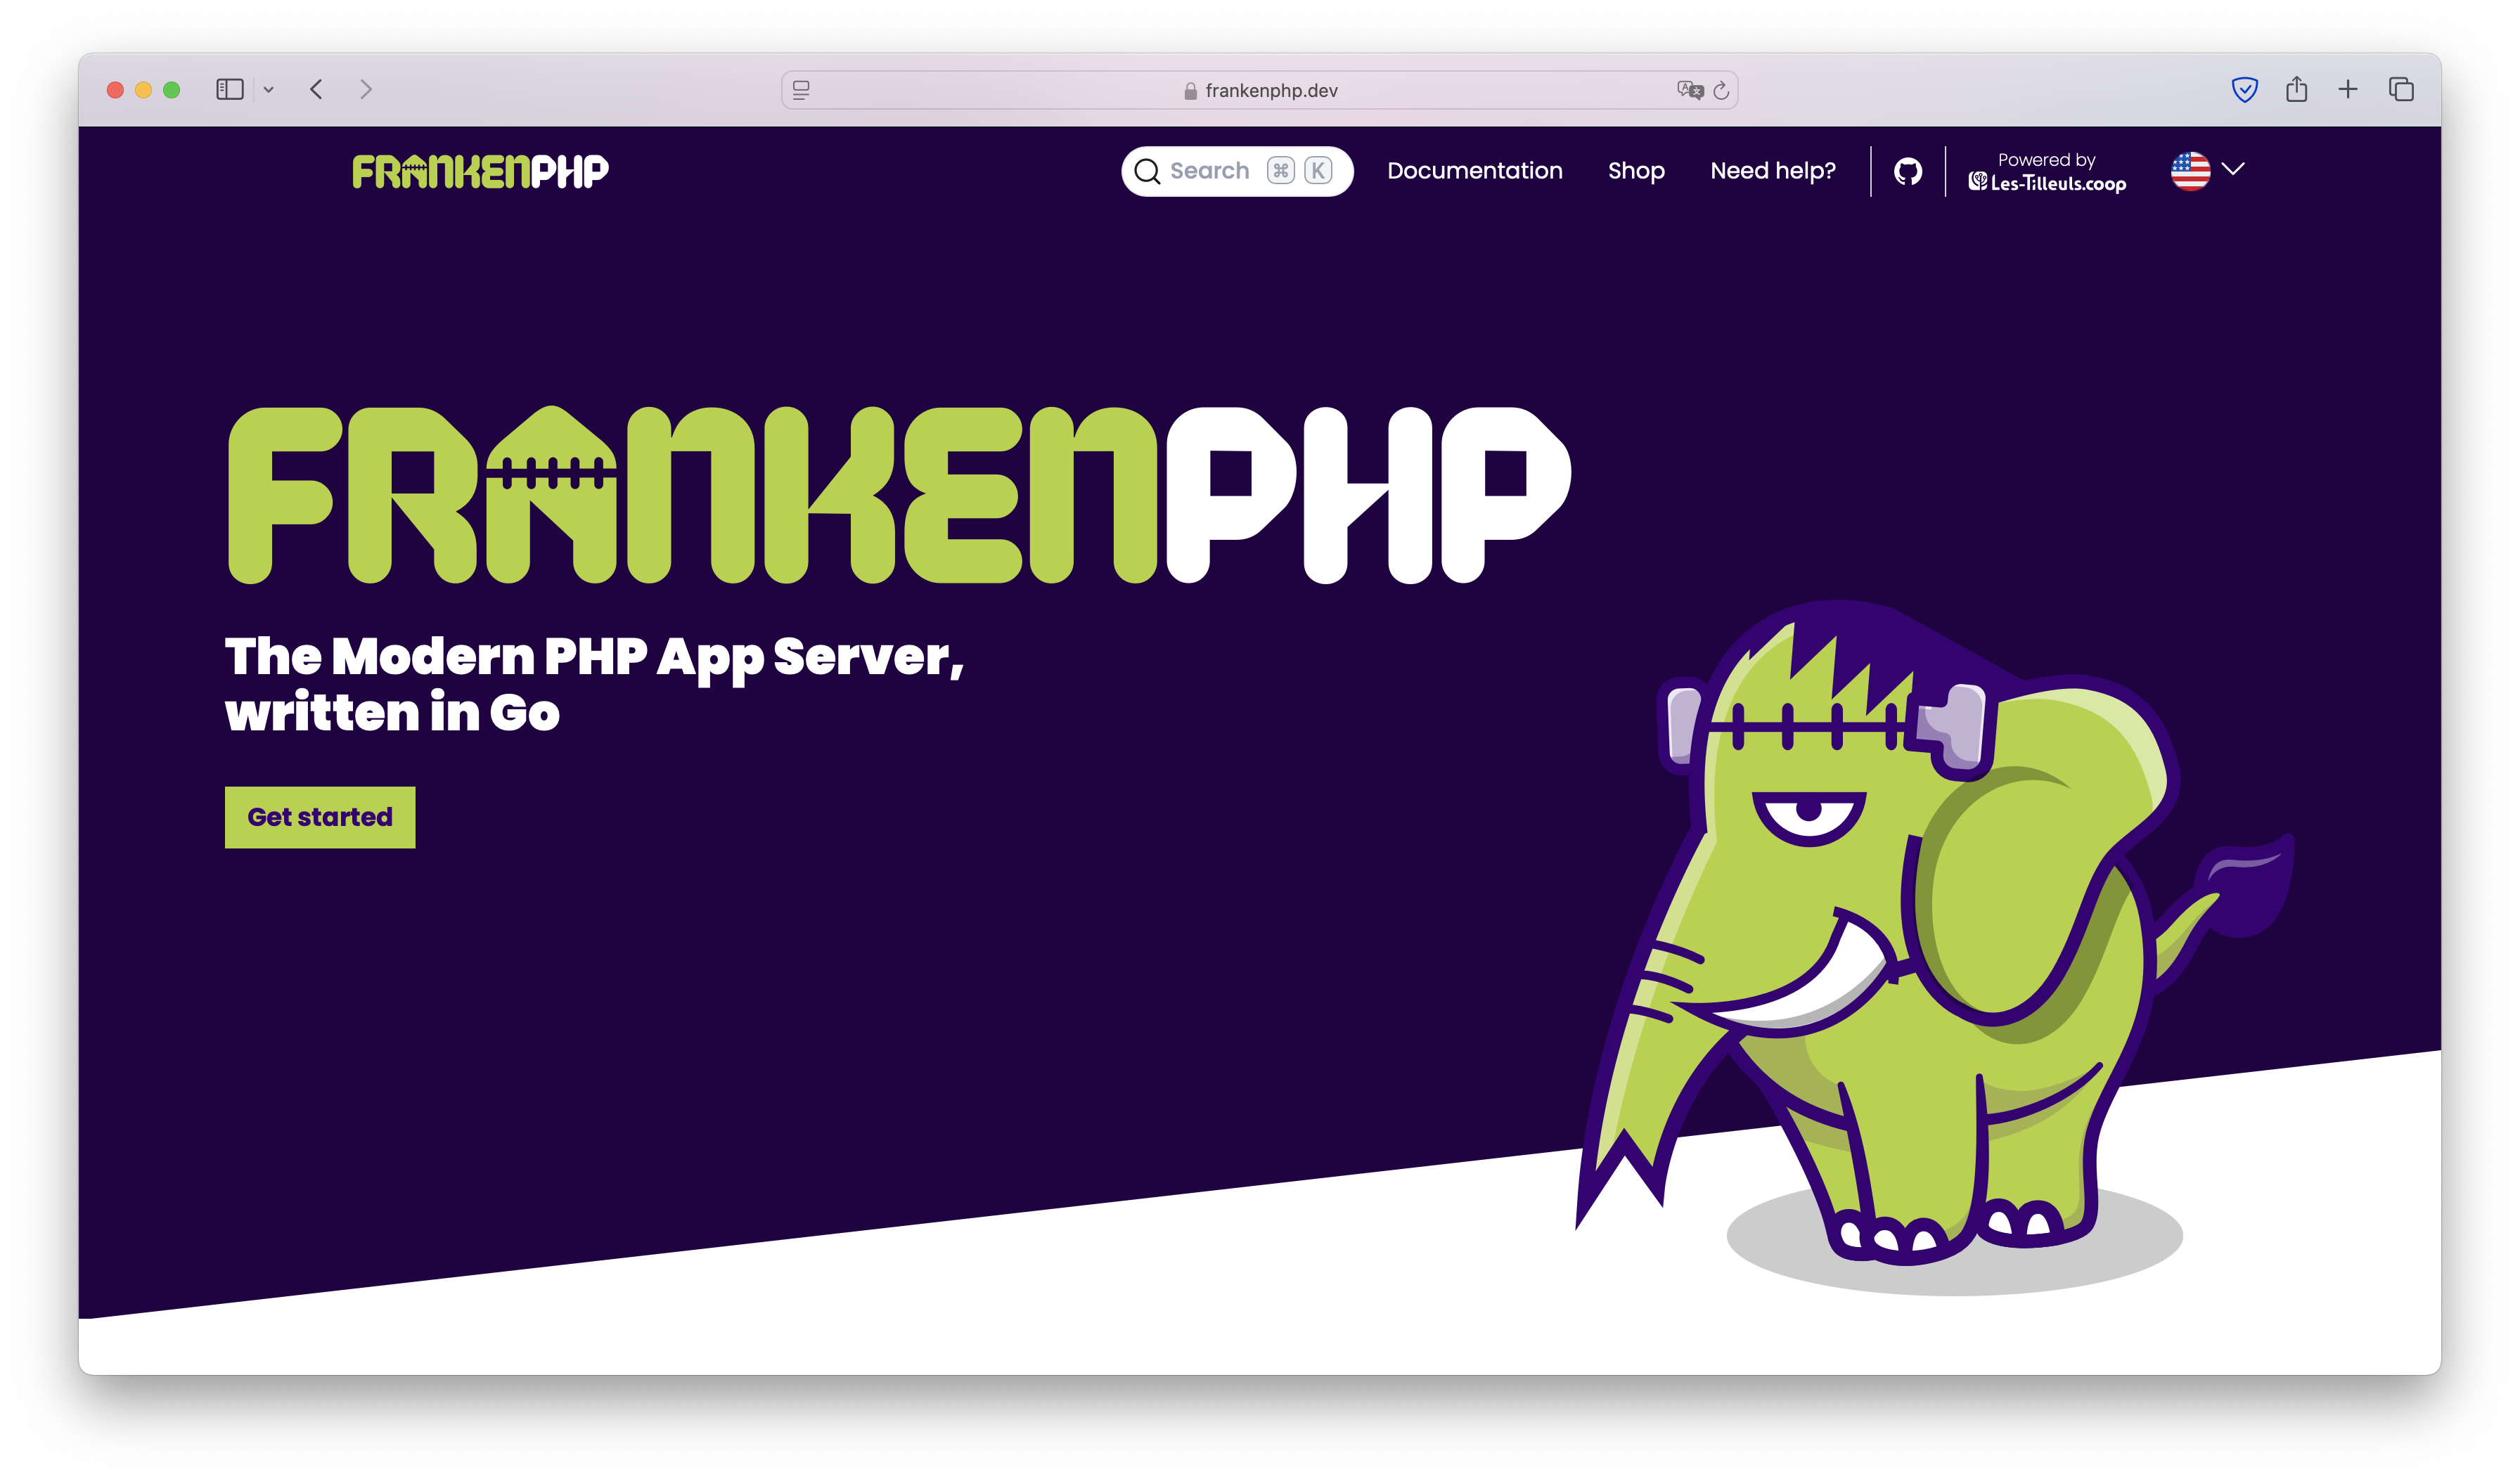 frankenphp.dev
FRANKENPHP
Search ⌘ K
Documentation
Shop
Need help?
Powered by
Les-Tilleuls.coop
FRANKENPHP
The Modern PHP App Server,
written in Go
Get started